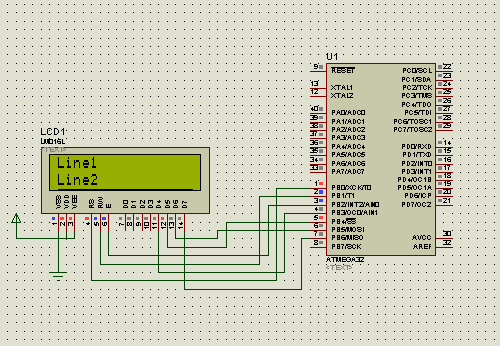 U1
9 RESET
13 XTAL1
12 XTAL2
40 PA0/ADC0
39 PA1/ADC1
38 PA2/ADC2
37 PA3/ADC3
36 PA4/ADC4
35 PA5/ADC5
34 PA6/ADC6
33 PA7/ADC7
1 PB0/XCK/T0
2 PB1/T1
3 PB2/INT2/AIN0
4 PB3/OC0/AIN1
5 PB4/SS
6 PB5/MOSI
7 PB6/MISO
8 PB7/SCK
PC0/SCL 22
PC1/SDA 23
PC2/TCK 24
PC3/TMS 25
PC4/TDO 26
PC5/TDI 27
PC6/TOSC1 28
PC7/TOSC2 29
PD0/RXD 14
PD1/TXD 15
PD2/INT0 16
PD3/INT1 17
PD4/OC1B 18
PD5/OC1A 19
PD6/ICP 20
PD7/OC2 21
AVCC 30
AREF 32
ATMEGA32
<TEXT>
LCD1
LM016L
<TEXT>
Line1
Line2
VSS VDD VEE RS RW E D0 D1 D2 D3 D4 D5 D6 D7
1 2 3 4 5 6 7 8 9 10 11 12 13 14